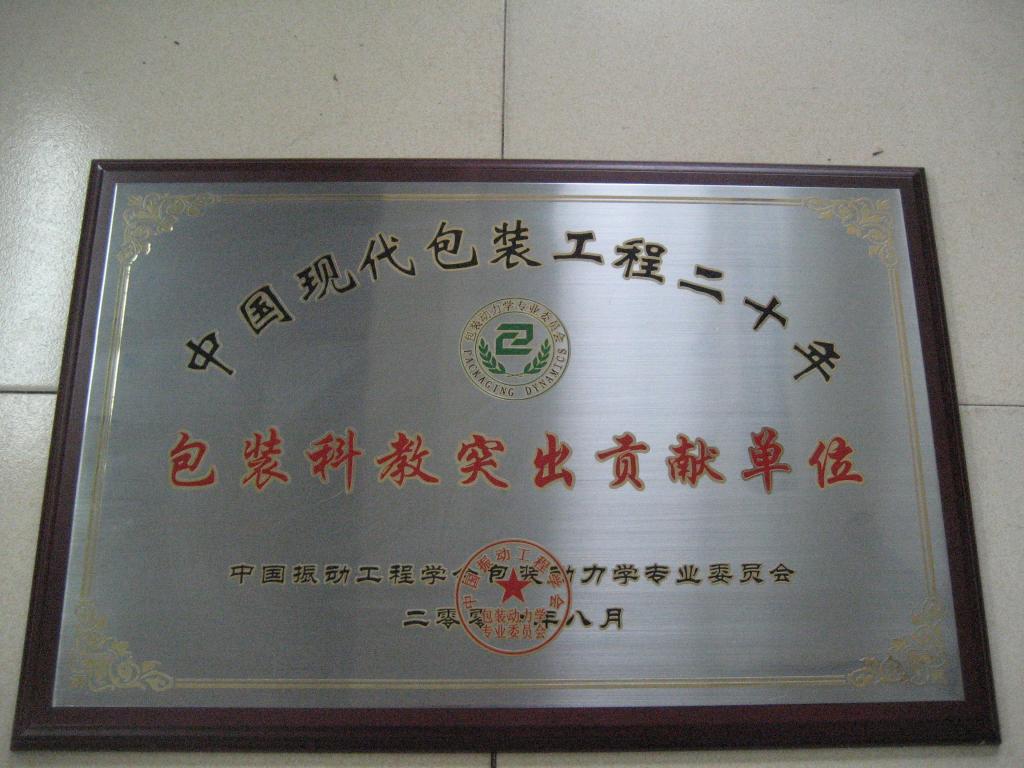 中国现代包装工程二十年
包装动力学专业委员会
PACKAGING DYNAMICS
包装科教突出贡献单位
中国振动工程学会包装动力学专业委员会
二零零 年八月
中国振动工程学会
包装动力学
专业委员会